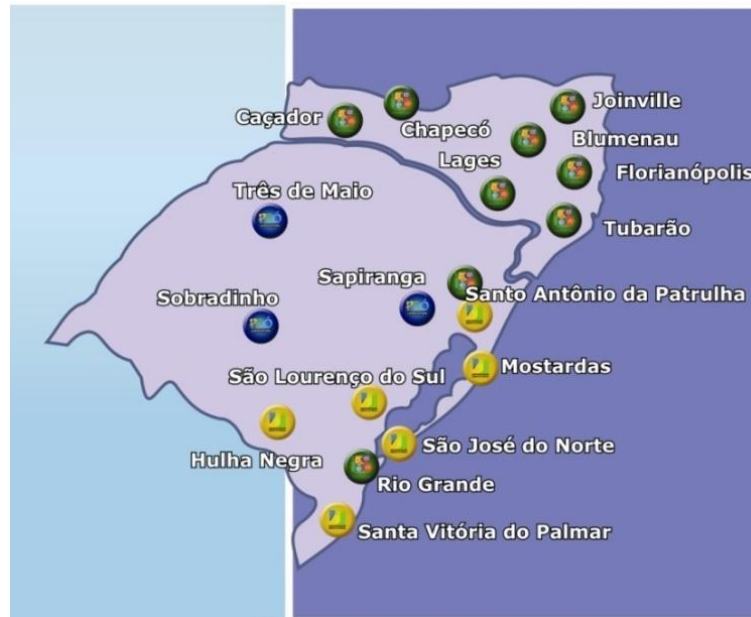 Joinville
Caçador
Chapecó
Blumenau
Lages
Florianópolis
Três de Maio
Tubarão
Sapiranga
Santo Antônio da Patrulha
Sobradinho
Mostardas
São Lourenço do Sul
São José do Norte
Hulha Negra
Rio Grande
Santa Vitória do Palmar